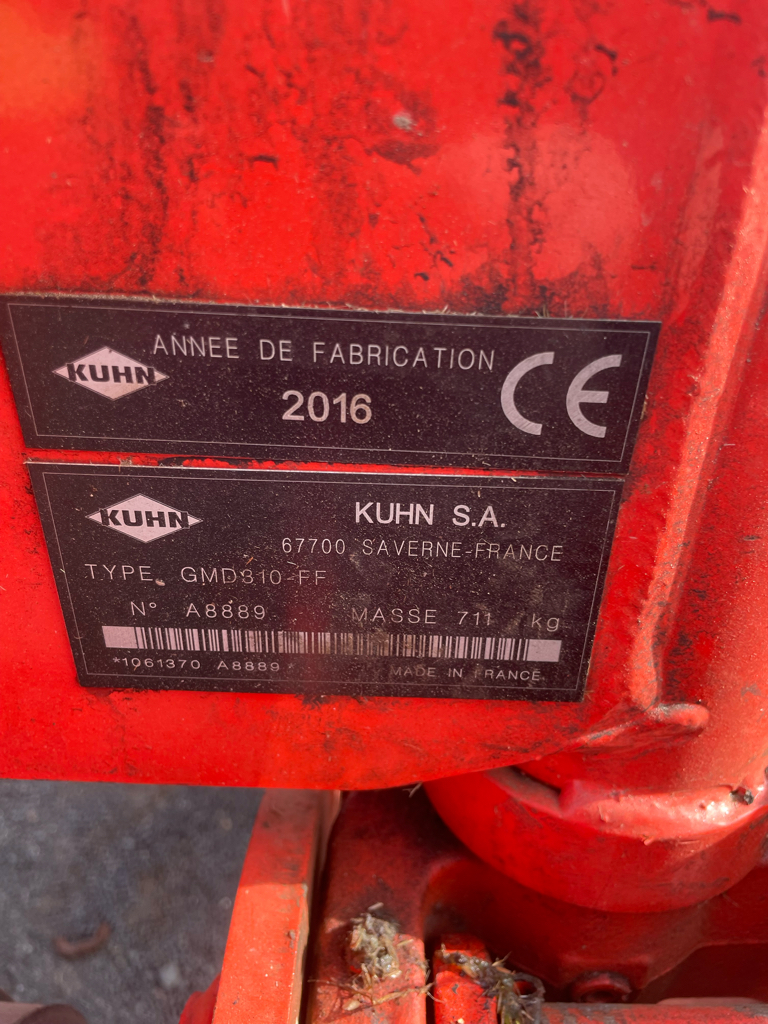 KUHN
ANNEE DE FABRICATION
2016
CE
KUHN
KUHN S.A.
67700 SAVERNE-FRANCE
TYPE GMD310-FF
N° A8889 MASSE 711 kg
*1061370 A8889*
MADE IN FRANCE